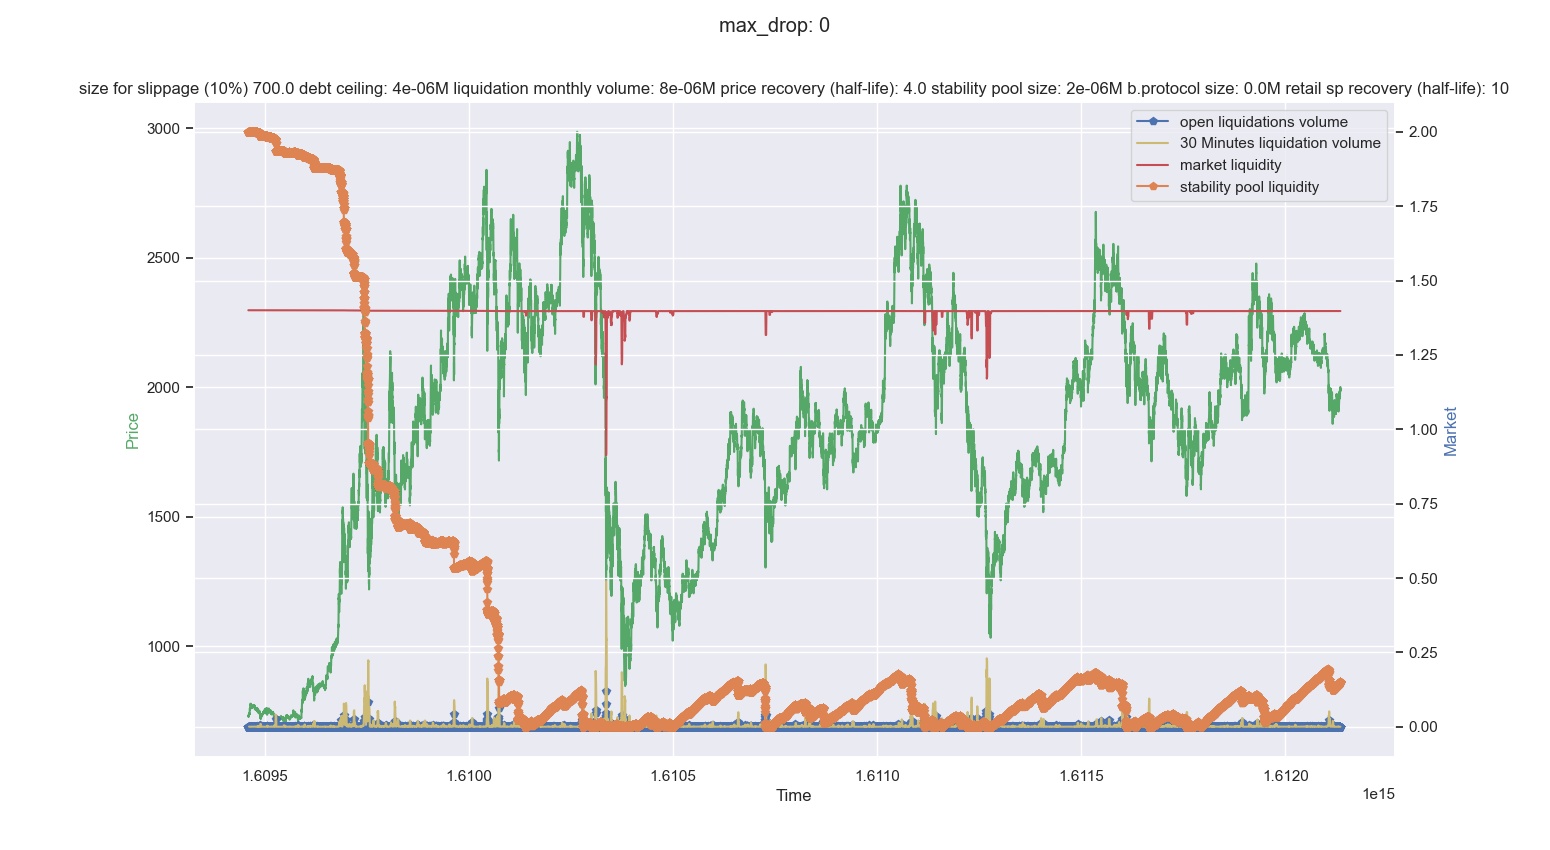 max_drop: 0
size for slippage (10%) 700.0 debt ceiling: 4e-06M liquidation monthly volume: 8e-06M price recovery (half-life): 4.0 stability pool size: 2e-06M b.protocol size: 0.0M retail sp recovery (half-life): 10
open liquidations volume
30 Minutes liquidation volume
market liquidity
stability pool liquidity
3000
2500
2000
1500
1000
Price
2.00
1.75
1.50
1.25
1.00
0.75
0.50
0.25
0.00
Market
1.6095 1.6100 1.6105 1.6110 1.6115 1.6120
1e15
Time